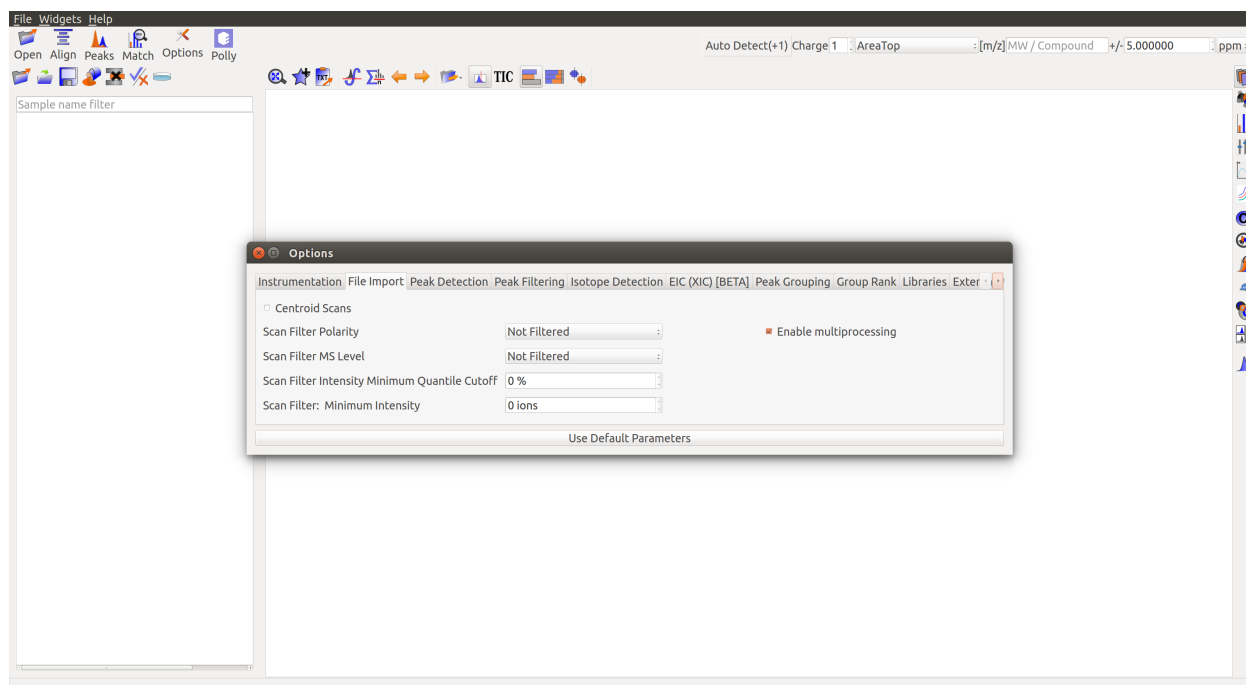 File Widgets Help
Open Align Peaks Match Options Polly
Auto Detect(+1) Charge 1 AreaTop [m/z] MW / Compound +/- 5.000000 ppm
TXT TIC
Sample name filter
Options
Instrumentation File Import Peak Detection Peak Filtering Isotope Detection EIC (XIC) [BETA] Peak Grouping Group Rank Libraries Exter
Centroid Scans
Scan Filter Polarity Not Filtered Enable multiprocessing
Scan Filter MS Level Not Filtered
Scan Filter Intensity Minimum Quantile Cutoff 0 %
Scan Filter: Minimum Intensity 0 ions
Use Default Parameters